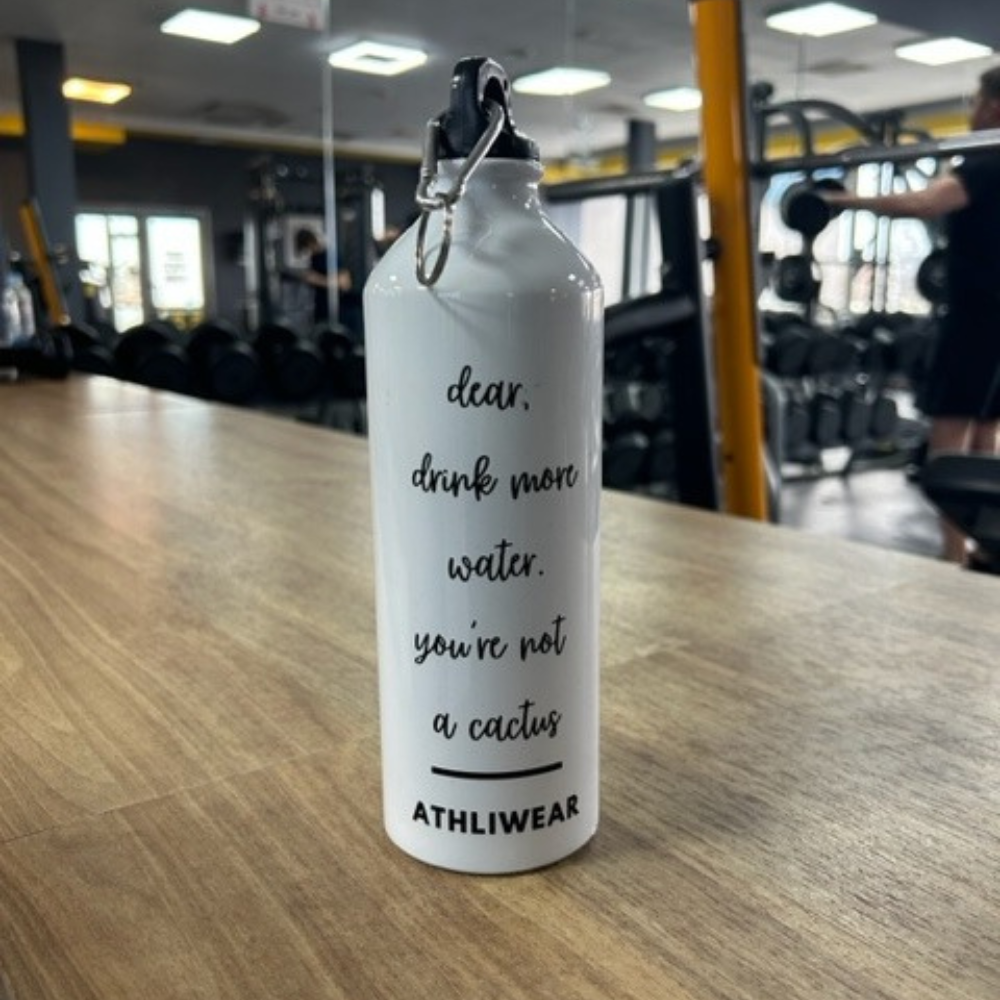 dear,
drink more
water.
you're not
a cactus
ATHLIWEAR